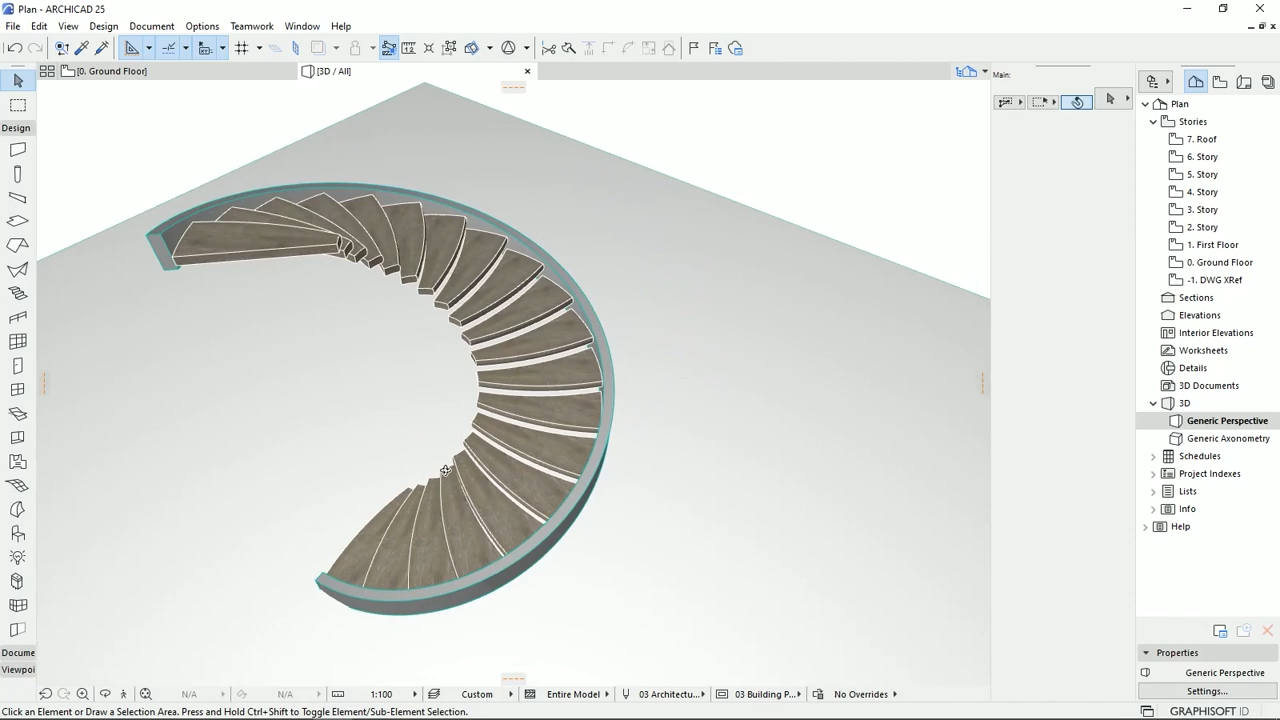 Plan - ARCHICAD 25
File Edit View Design Document Options Teamwork Window Help
[0. Ground Floor]
[3D / All]
Main:
Design
Plan
Stories
7. Roof
6. Story
5. Story
4. Story
3. Story
2. Story
1. First Floor
0. Ground Floor
-1. DWG XRef
Sections
Elevations
Interior Elevations
Worksheets
Details
3D Documents
3D
Generic Perspective
Generic Axonometry
Schedules
Project Indexes
Lists
Info
Help
Docume
Viewpoi
Properties
Generic Perspective
Settings...
N/A N/A 1:100 Custom Entire Model 03 Architectu... 03 Building P... No Overrides
Click an Element or Draw a Selection Area. Press and Hold Ctrl+Shift to Toggle Element/Sub-Element Selection.
GRAPHISOFT ID